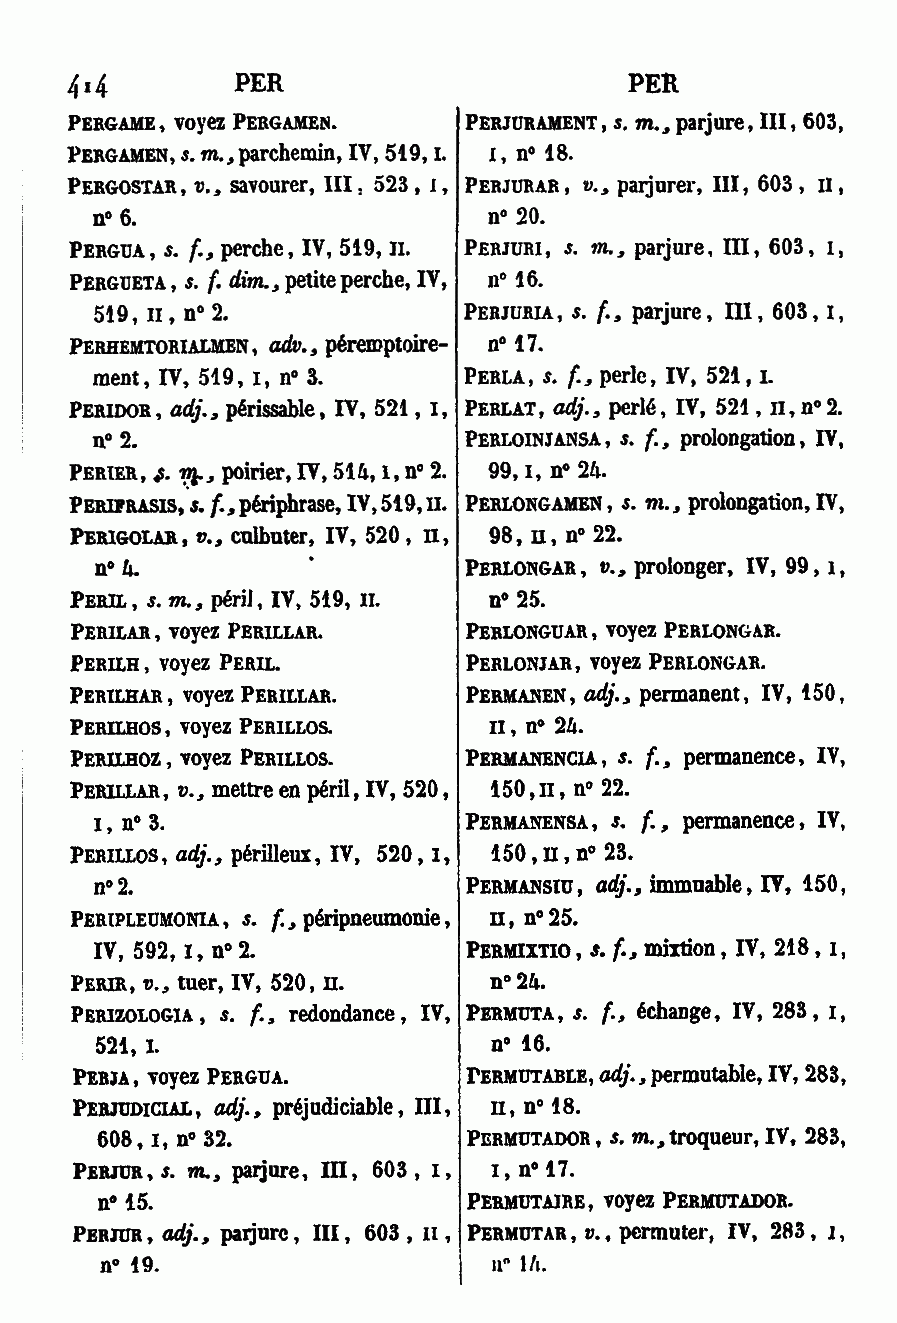 414 PER PER
PERGAME, voyez PERGAMEN.
PERGAMEN, s. m., parchemin, IV, 519, I.
PERGOSTAR, v., savourer, III, 523, I,
n° 6.
PERGUA, s. f., perche, IV, 519, II.
PERGUETA, s. f. dim., petite perche, IV,
519, II, n° 2.
PERHEMTORIALMEN, adv., péremptoire-
ment, IV, 519, I, n° 3.
PERIDOR, adj., périssable, IV, 521, I,
n° 2.
PERIER, s. m., poirier, IV, 514, I, n° 2.
PERIFRASIS, s. f., périphrase, IV, 519, II.
PERIGOLAR, v., culbuter, IV, 520, II,
n° 4.
PERIL, s. m., péril, IV, 519, II.
PERILAR, voyez PERILLAR.
PERILH, voyez PERIL.
PERILHAR, voyez PERILLAR.
PERILHOS, voyez PERILLOS.
PERILHOZ, voyez PERILLOS.
PERILLAR, v., mettre en péril, IV, 520,
I, n° 3.
PERILLOS, adj., périlleux, IV, 520, I,
n° 2.
PERIPLEUMONIA, s. f., péripneumonie,
IV, 592, I, n° 2.
PERIR, v., tuer, IV, 520, II.
PERIZOLOGIA, s. f., redondance, IV,
521, I.
PERJA, voyez PERGUA.
PERJUDICIAL, adj., préjudiciable, III,
608, I, n° 32.
PERJUR, s. m., parjure, III, 603, I,
n° 15.
PERJUR, adj., parjure, III, 603, II,
n° 19.
PERJURAMENT, s. m., parjure, III, 603,
I, n° 18.
PERJURAR, v., parjurer, III, 603, II,
n° 20.
PERJURI, s. m., parjure, III, 603, I,
n° 16.
PERJURIA, s. f., parjure, III, 603, I,
n° 17.
PERLA, s. f., perle, IV, 521, I.
PERLAT, adj., perlé, IV, 521, II, n° 2.
PERLOINJANSA, s. f., prolongation, IV,
99, I, n° 24.
PERLONGAMEN, s. m., prolongation, IV,
98, II, n° 22.
PERLONGAR, v., prolonger, IV, 99, I,
n° 25.
PERLONGUAR, voyez PERLONGAR.
PERLONJAR, voyez PERLONGAR.
PERMANEN, adj., permanent, IV, 150,
II, n° 24.
PERMANENCIA, s. f., permanence, IV,
150, II, n° 22.
PERMANENSA, s. f., permanence, IV,
150, II, n° 23.
PERMANSIU, adj., immuable, IV, 150,
II, n° 25.
PERMIXTIO, s. f., mixtion, IV, 218, I,
n° 24.
PERMUTA, s. f., échange, IV, 283, I,
n° 16.
PERMUTABLE, adj., permutable, IV, 283,
II, n° 18.
PERMUTADOR, s. m., troqueur, IV, 283,
I, n° 17.
PERMUTAIRE, voyez PERMUTADOR.
PERMUTAR, v., permuter, IV, 283, I,
n° 14.